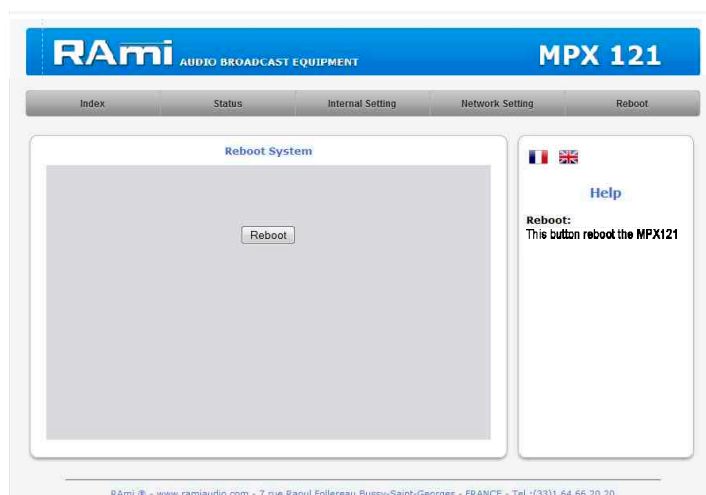 RAmi AUDIO BROADCAST EQUIPMENT MPX 121
Index Status Internal Setting Network Setting Reboot
Reboot System
Reboot
Help
Reboot:
This button reboot the MPX121
RAmi ® - www.ramiaudio.com - 7 rue Raoul Follereau Bussy-Saint-Georges - FRANCE - Tel :(33)1 64 66 20 20